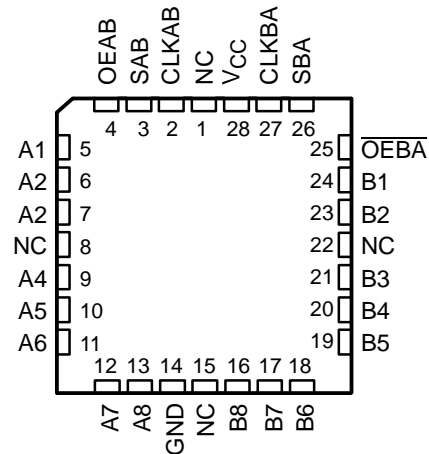 OEAB SAB CLKAB NC VCC CLKBA SBA
4 3 2 1 28 27 26
A1 5 25 OEBA
A2 6 24 B1
A2 7 23 B2
NC 8 22 NC
A4 9 21 B3
A5 10 20 B4
A6 11 19 B5
12 13 14 15 16 17 18
A7 A8 GND NC B8 B7 B6